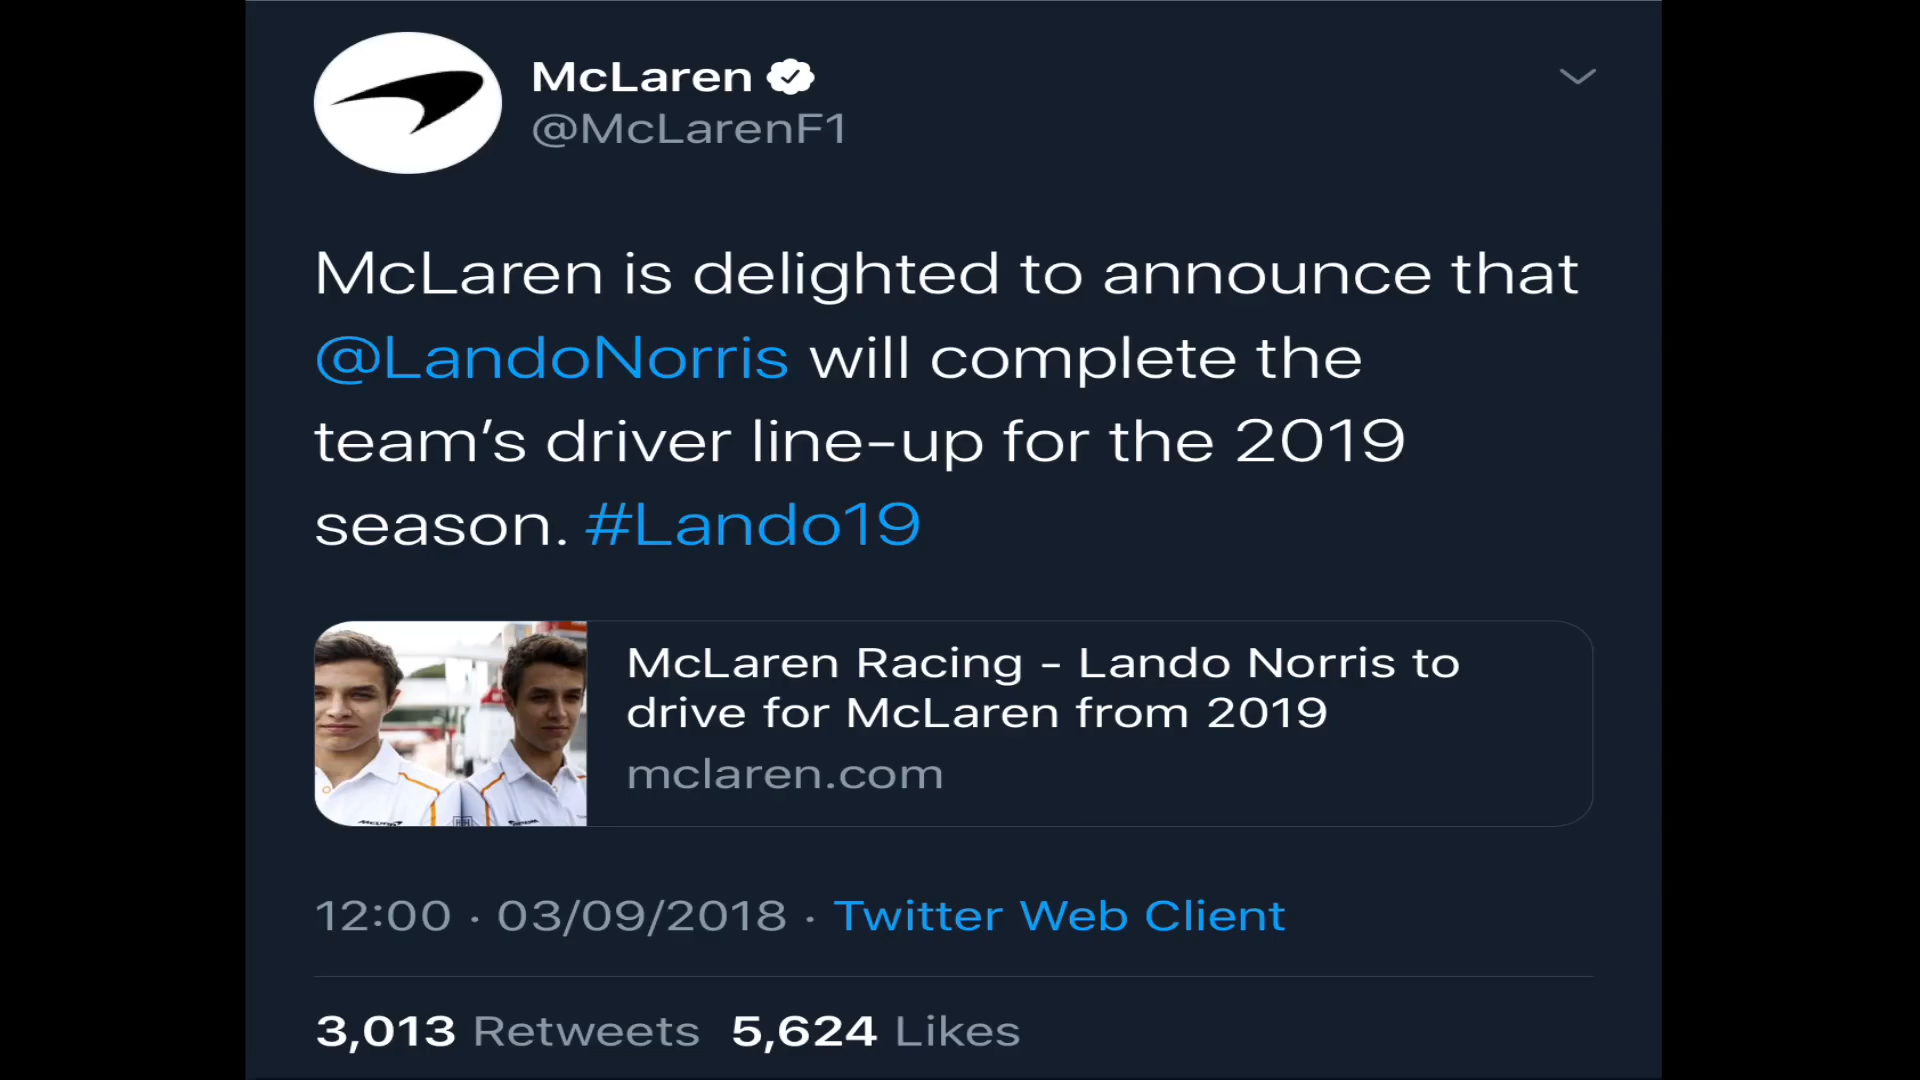 McLaren
@McLarenF1
McLaren is delighted to announce that
@LandoNorris will complete the
team’s driver line-up for the 2019
season. #Lando19
McLaren Racing - Lando Norris to
drive for McLaren from 2019
mclaren.com
12:00 · 03/09/2018 · Twitter Web Client
3,013 Retweets 5,624 Likes